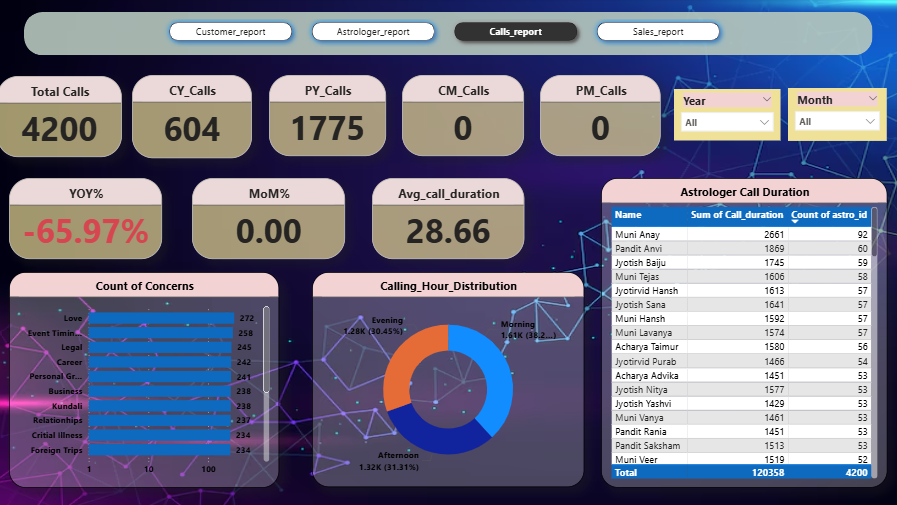 Customer_report
Astrologer_report
Calls_report
Sales_report
Total Calls
4200
CY_Calls
604
PY_Calls
1775
CM_Calls
0
PM_Calls
0
Year
All
Month
All
YOY%
-65.97%
MoM%
0.00
Avg_call_duration
28.66
Count of Concerns
Love 272
Event Timin... 258
Legal 245
Career 242
Personal Gr... 241
Business 238
Kundali 238
Relationships 237
Critial illness 234
Foreign Trips 234
1 10 100
Calling_Hour_Distribution
Evening
1.28K (30.45%)
Morning
1.61K (38.2...)
Afternoon
1.32K (31.31%)
Astrologer Call Duration
Name Sum of Call_duration Count of astro_id
Muni Anay 2661 92
Pandit Anvi 1869 60
Jyotish Baiju 1745 59
Muni Tejas 1606 58
Jyotirvid Hansh 1613 57
Jyotish Sana 1641 57
Muni Hansh 1592 57
Muni Lavanya 1574 57
Acharya Taimur 1580 56
Jyotirvid Purab 1466 54
Acharya Advika 1451 53
Jyotish Nitya 1577 53
Jyotish Yashvi 1429 53
Muni Vanya 1461 53
Pandit Rania 1451 53
Pandit Saksham 1513 53
Muni Veer 1519 52
Total 120358 4200